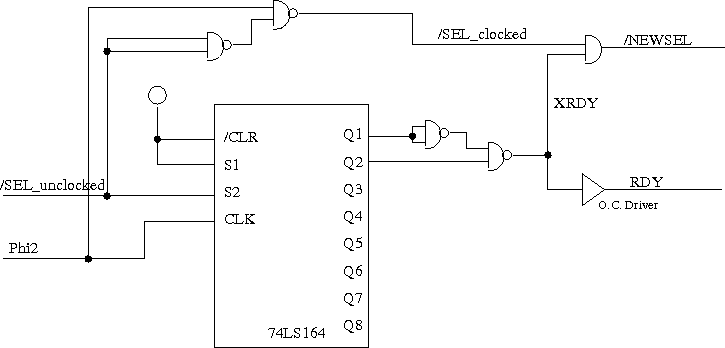 /SEL_clocked
/NEWSEL
XRDY
/CLR
Q1
S1
Q2
/SEL_unclocked
S2
Q3
RDY
O.C. Driver
CLK
Q4
Phi2
Q5
Q6
Q7
Q8
74LS164